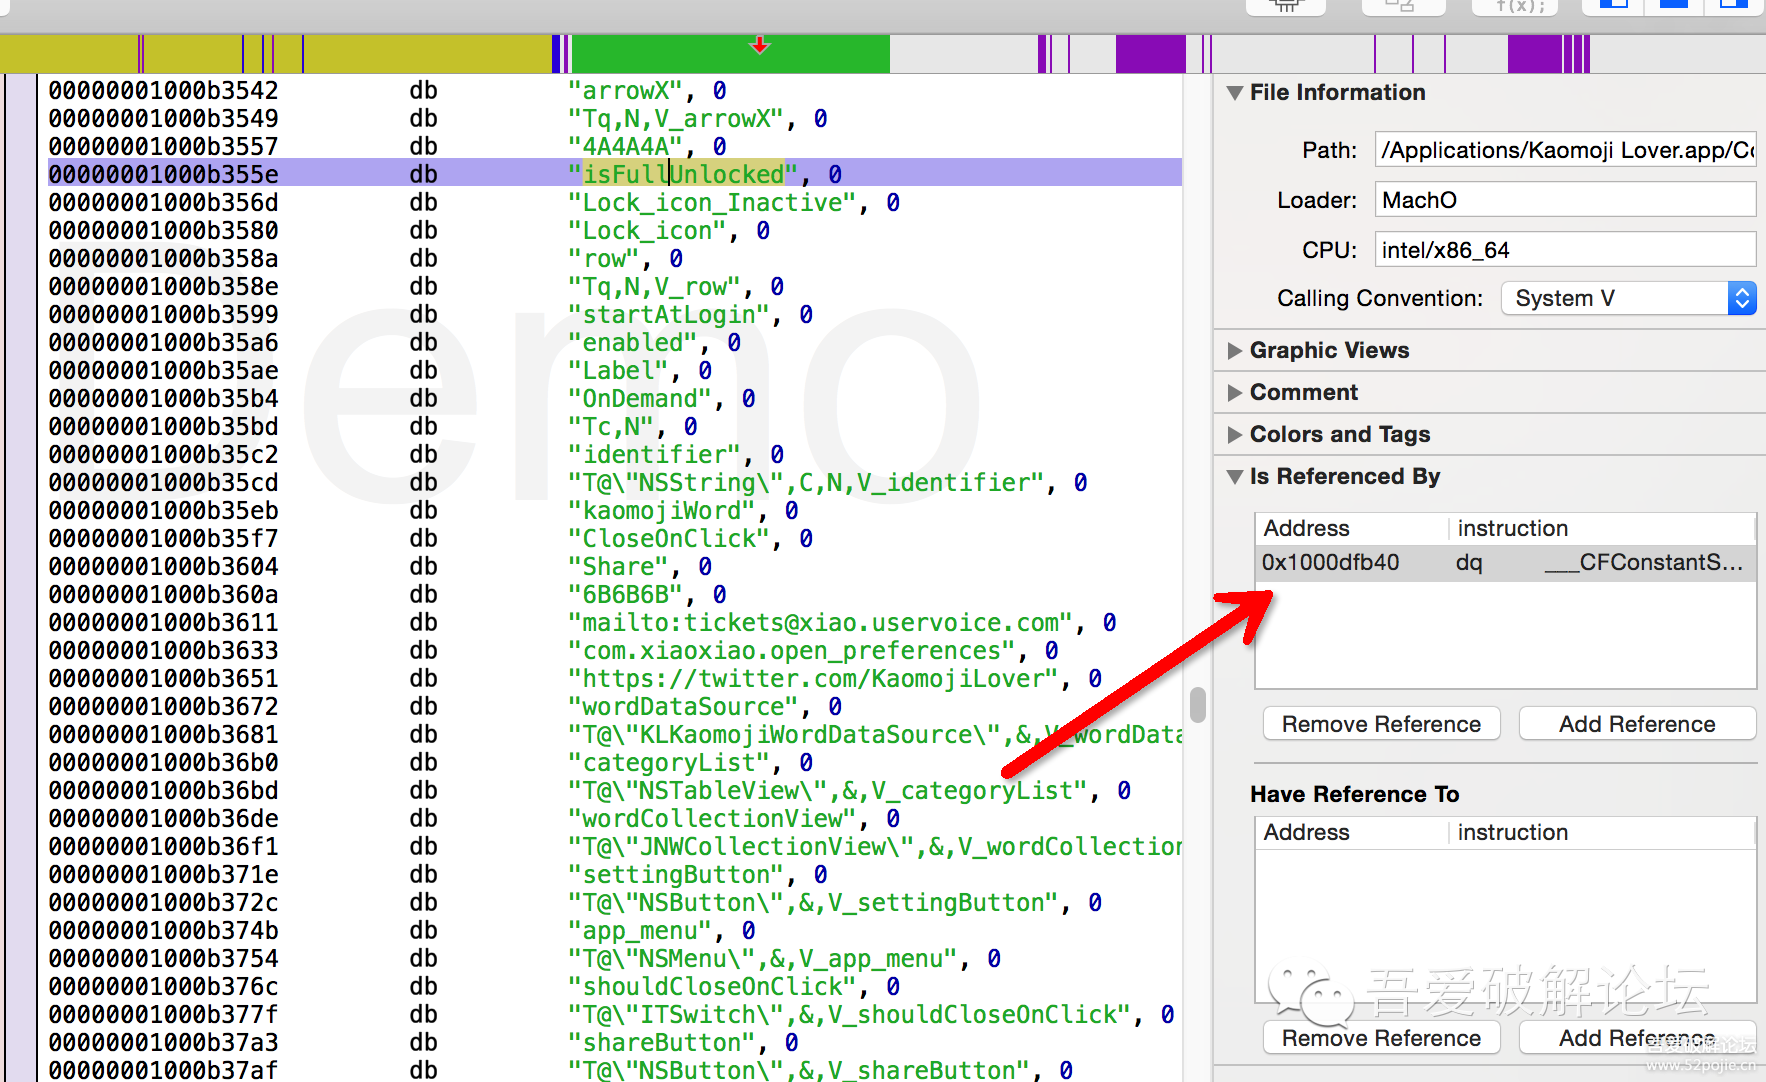 f(x);
00000001000b3542 db "arrowX", 0
00000001000b3549 db "Tq,N,V_arrowX", 0
00000001000b3557 db "4A4A4A", 0
00000001000b355e db "isFullUnlocked", 0
00000001000b356d db "Lock_icon_Inactive", 0
00000001000b3580 db "Lock_icon", 0
00000001000b358a db "row", 0
00000001000b358e db "Tq,N,V_row", 0
00000001000b3599 db "startAtLogin", 0
00000001000b35a6 db "enabled", 0
00000001000b35ae db "Label", 0
00000001000b35b4 db "OnDemand", 0
00000001000b35bd db "Tc,N", 0
00000001000b35c2 db "identifier", 0
00000001000b35cd db "T@\"NSString\",C,N,V_identifier", 0
00000001000b35eb db "kaomojiWord", 0
00000001000b35f7 db "CloseOnClick", 0
00000001000b3604 db "Share", 0
00000001000b360a db "6B6B6B", 0
00000001000b3611 db "mailto:tickets@xiao.uservoice.com", 0
00000001000b3633 db "com.xiaoxiao.open_preferences", 0
00000001000b3651 db "https://twitter.com/KaomojiLover", 0
00000001000b3672 db "wordDataSource", 0
00000001000b3681 db "T@\"KLKaomojiWordDataSource\",&,V_wordData
00000001000b36b0 db "categoryList", 0
00000001000b36bd db "T@\"NSTableView\",&,V_categoryList", 0
00000001000b36de db "wordCollectionView", 0
00000001000b36f1 db "T@\"JNWCollectionView\",&,V_wordCollection
00000001000b371e db "settingButton", 0
00000001000b372c db "T@\"NSButton\",&,V_settingButton", 0
00000001000b374b db "app_menu", 0
00000001000b3754 db "T@\"NSMenu\",&,V_app_menu", 0
00000001000b376c db "shouldCloseOnClick", 0
00000001000b377f db "T@\"ITSwitch\",&,V_shouldCloseOnClick", 0
00000001000b37a3 db "shareButton", 0
00000001000b37af db "T@\"NSButton\",&,V_shareButton", 0
Demo
File Information
Path: /Applications/Kaomoji Lover.app/Co
Loader: MachO
CPU: intel/x86_64
Calling Convention: System V
Graphic Views
Comment
Colors and Tags
Is Referenced By
Address instruction
0x1000dfb40 dq ___CFConstantS...
Remove Reference Add Reference
Have Reference To
Address instruction
吾爱破解论坛
Remove Reference Add Reference
吾爱破解论坛
www.52pojie.cn